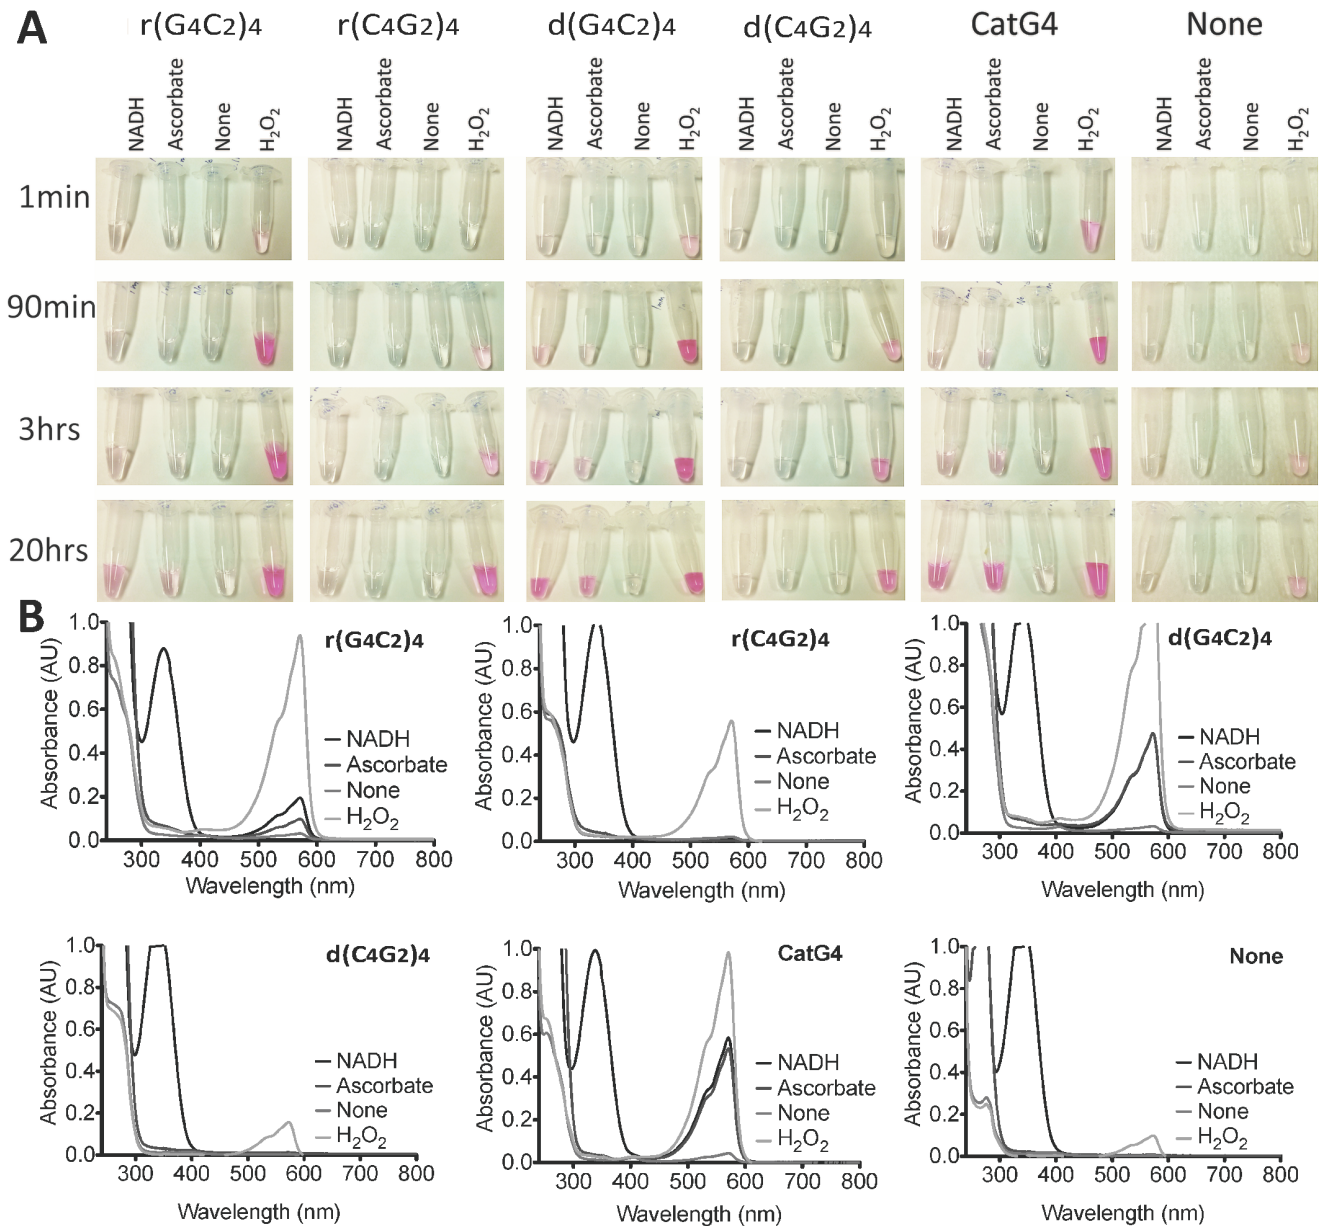 A
r(G4C2)4 r(C4G2)4 d(G4C2)4 d(C4G2)4 CatG4 None
NADH Ascorbate None H2O2 NADH Ascorbate None H2O2 NADH Ascorbate None H2O2 NADH Ascorbate None H2O2 NADH Ascorbate None H2O2 NADH Ascorbate None H2O2
1min
90min
3hrs
20hrs
B
r(G4C2)4
Absorbance (AU)
1.0
0.8
0.6
0.4
0.2
0.0
NADH
Ascorbate
None
H2O2
300 400 500 600 700 800
Wavelength (nm)
r(C4G2)4
Absorbance (AU)
1.0
0.8
0.6
0.4
0.2
0.0
NADH
Ascorbate
None
H2O2
300 400 500 600 700 800
Wavelength (nm)
d(G4C2)4
Absorbance (AU)
1.0
0.8
0.6
0.4
0.2
0.0
NADH
Ascorbate
None
H2O2
300 400 500 600 700 800
Wavelength (nm)
d(C4G2)4
Absorbance (AU)
1.0
0.8
0.6
0.4
0.2
0.0
NADH
Ascorbate
None
H2O2
300 400 500 600 700 800
Wavelength (nm)
CatG4
Absorbance (AU)
1.0
0.8
0.6
0.4
0.2
0.0
NADH
Ascorbate
None
H2O2
300 400 500 600 700 800
Wavelength (nm)
None
Absorbance (AU)
1.0
0.8
0.6
0.4
0.2
0.0
NADH
Ascorbate
None
H2O2
300 400 500 600 700 800
Wavelength (nm)